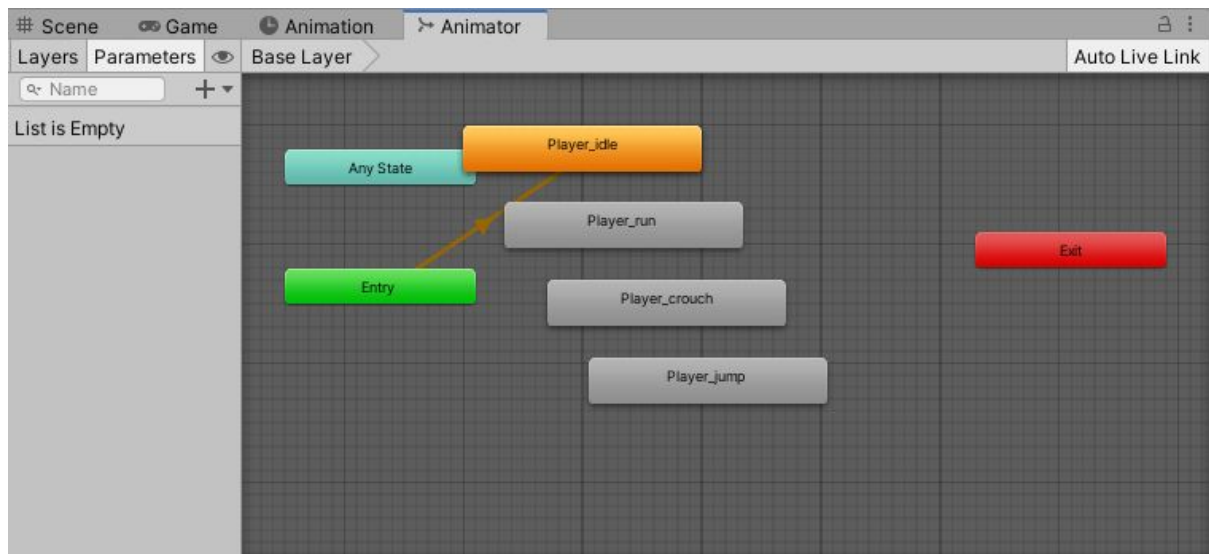 Scene Game Animation Animator
Layers Parameters Base Layer Auto Live Link
Name
List is Empty
Player_idle
Any State
Player_run
Exit
Entry
Player_crouch
Player_jump